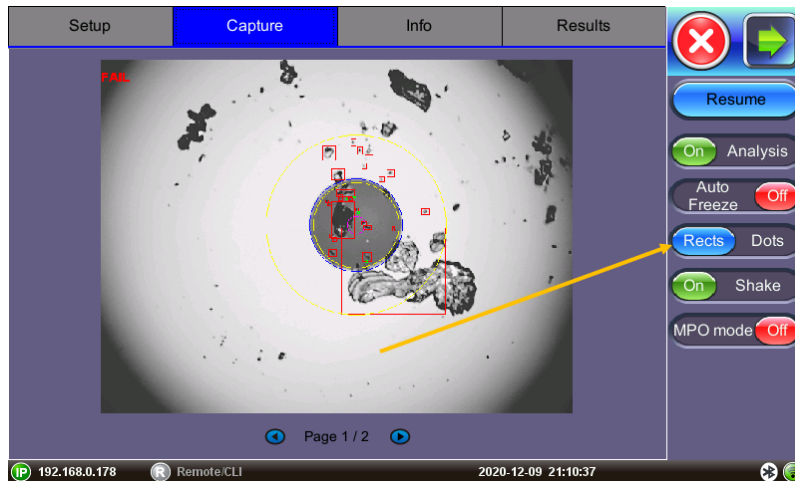 Setup Capture Info Results
FAIL
Resume
On Analysis
Auto Freeze Off
Rects Dots
On Shake
MPO mode Off
Page 1 / 2
IP 192.168.0.178 R Remote/CLI 2020-12-09 21:10:37